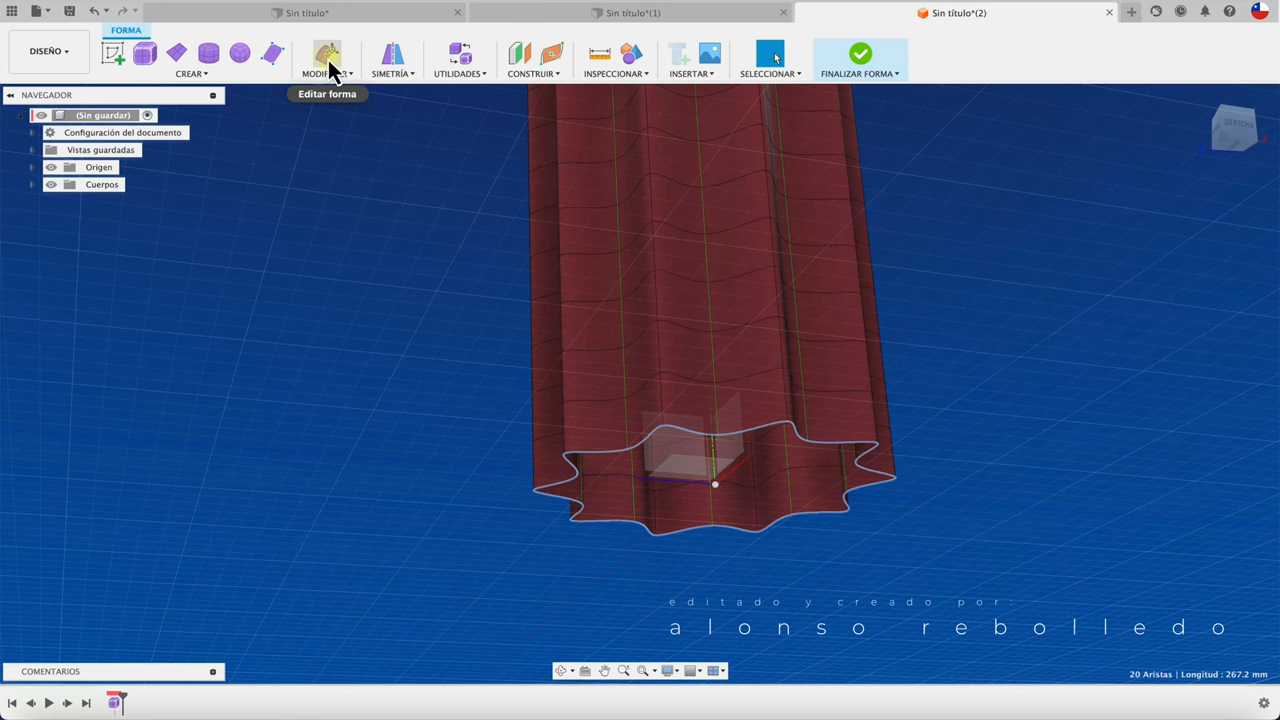 Sin título*
Sin título*(1)
Sin título*(2)
FORMA
DISEÑO
CREAR
MODIFICAR
SIMETRÍA
UTILIDADES
CONSTRUIR
INSPECCIONAR
INSERTAR
SELECCIONAR
FINALIZAR FORMA
Editar forma
NAVEGADOR
(Sin guardar)
Configuración del documento
Vistas guardadas
Origen
Cuerpos
DERECHA
X
Z
editado y creado por:
alonso rebolledo
COMENTARIOS
20 Aristas | Longitud : 267.2 mm